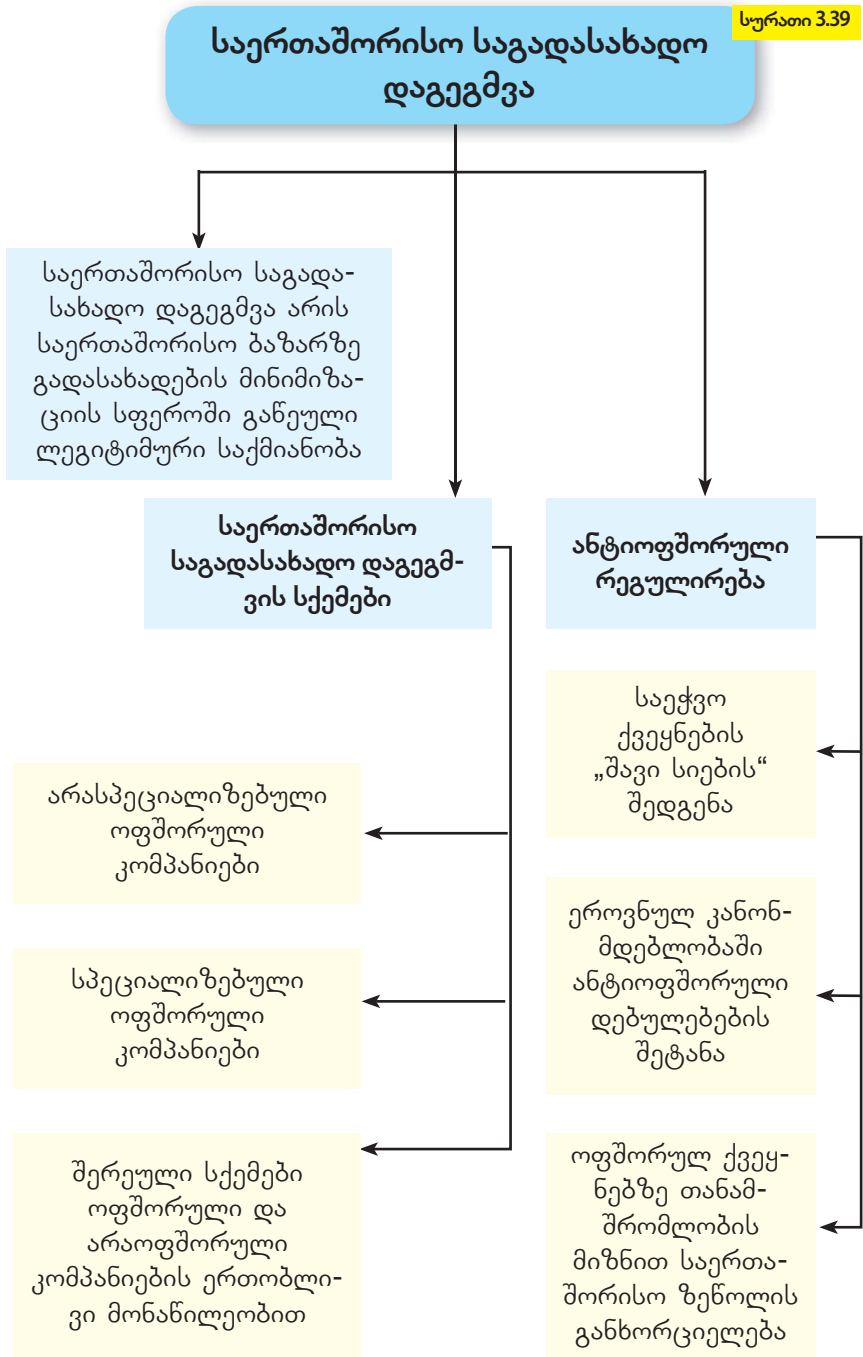 სურათი 3.39
საერთაშორისო საგადასახადო
დაგეგმვა
საერთაშორისო საგადა-
სახადო დაგეგმვა არის
საერთაშორისო ბაზარზე
გადასახადების მინიმიზა-
ციის სფეროში გაწეული
ლეგიტიმური საქმიანობა
საერთაშორისო
საგადასახადო დაგეგმ-
ვის სქემები
არასპეციალიზებული
ოფშორული
კომპანიები
სპეციალიზებული
ოფშორული
კომპანიები
შერეული სქემები
ოფშორული და
არაოფშორული
კომპანიების ერთობლი-
ვი მონაწილეობით
ანტიოფშორული
რეგულირება
საეჭვო
ქვეყნების
„შავი სიების“
შედგენა
ეროვნულ კანონ-
მდებლობაში
ანტიოფშორული
დებულებების
შეტანა
ოფშორულ ქვეყ-
ნებზე თანამ-
შრომლობის
მიზნით საერთა-
შორისო ზეწოლის
განხორციელება